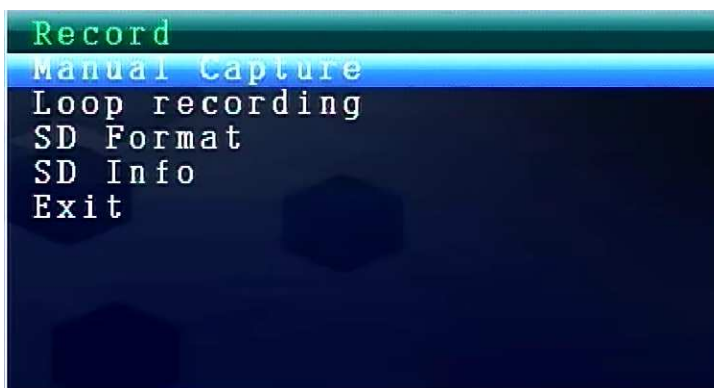 Record
Manual Capture
Loop recording
SD Format
SD Info
Exit